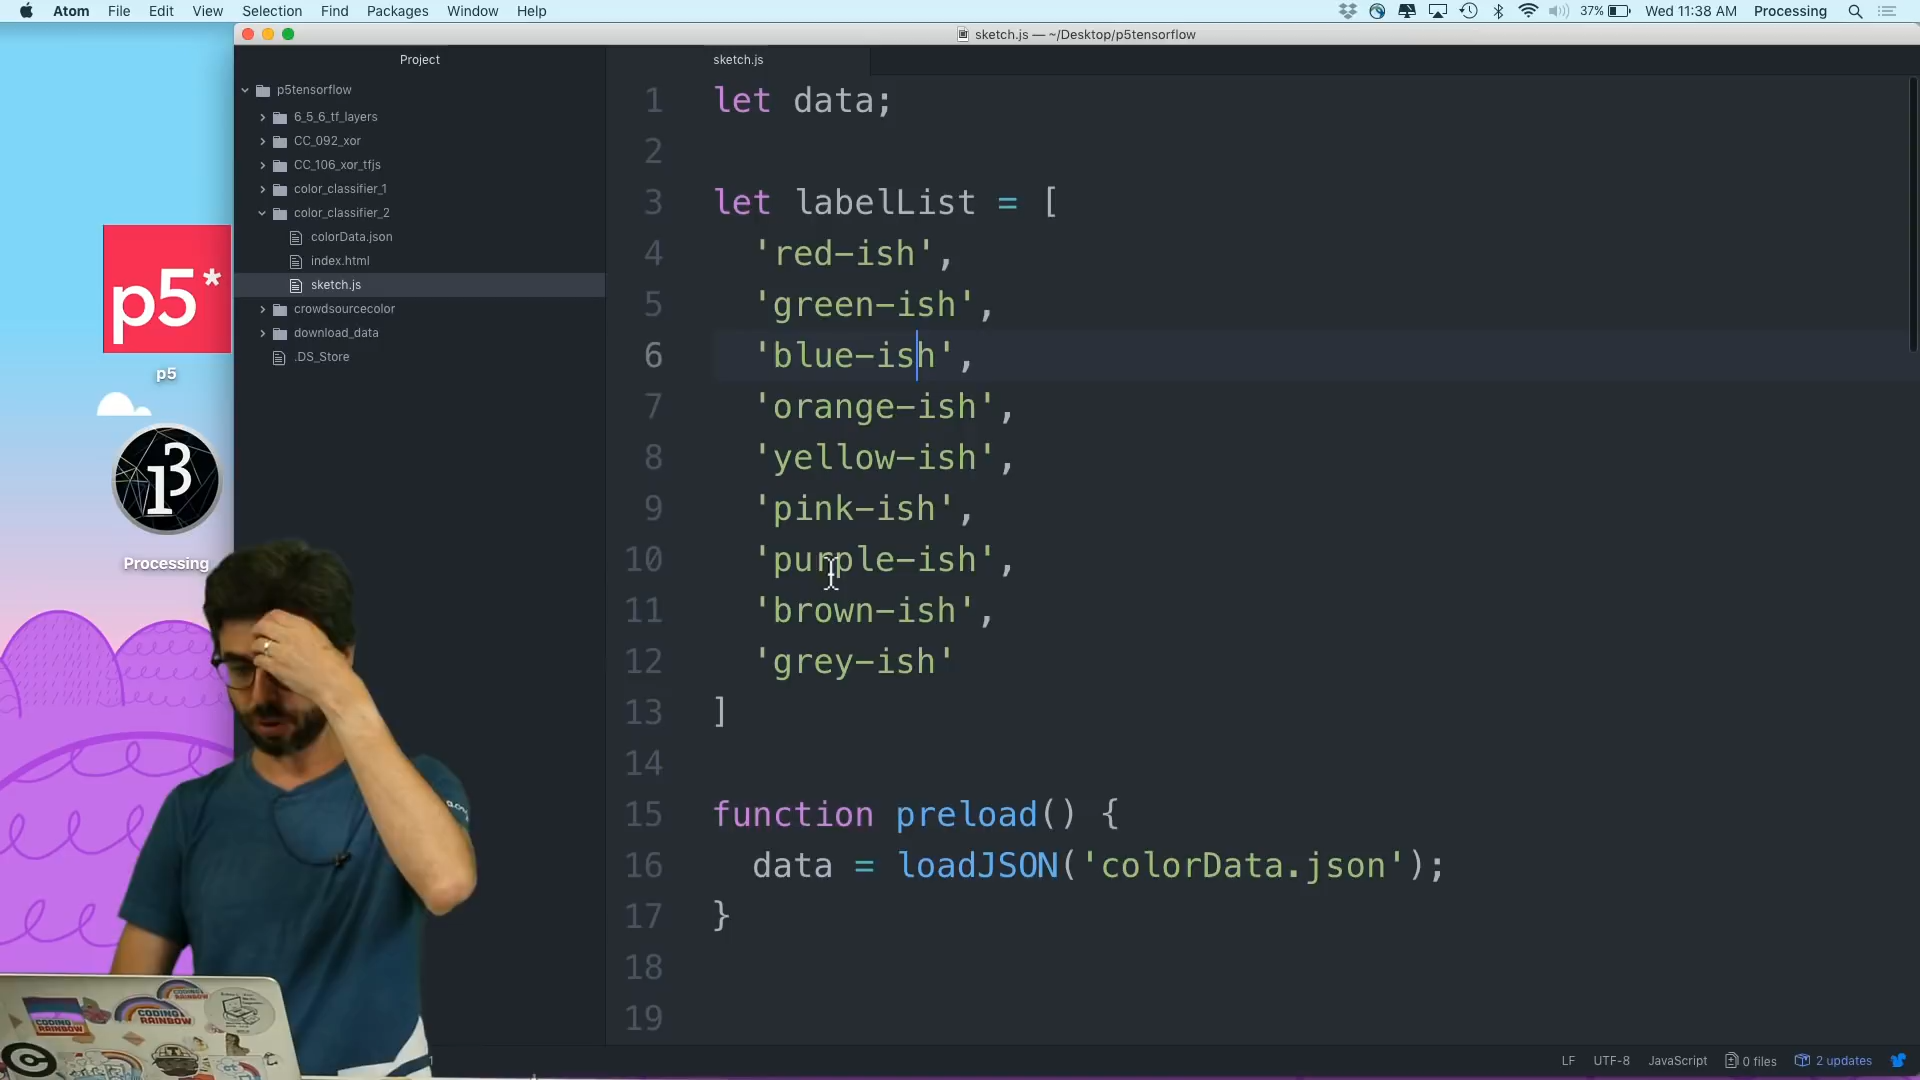 Atom File Edit View Selection Find Packages Window Help 37% Wed 11:38 AM Processing
sketch.js — ~/Desktop/p5tensorflow
Project
sketch.js
p5tensorflow
6_5_6_tf_layers
CC_092_xor
CC_106_xor_tfjs
color_classifier_1
color_classifier_2
colorData.json
index.html
sketch.js
crowdsourcecolor
download_data
.DS_Store
p5*
p5
Processing
1 let data;
2
3 let labelList = [
4 'red-ish',
5 'green-ish',
6 'blue-ish',
7 'orange-ish',
8 'yellow-ish',
9 'pink-ish',
10 'purple-ish',
11 'brown-ish',
12 'grey-ish'
13 ]
14
15 function preload() {
16 data = loadJSON('colorData.json');
17 }
18
19
CODING
RAINBOW
CODING
RAINBOW
LF UTF-8 JavaScript 0 files 2 updates